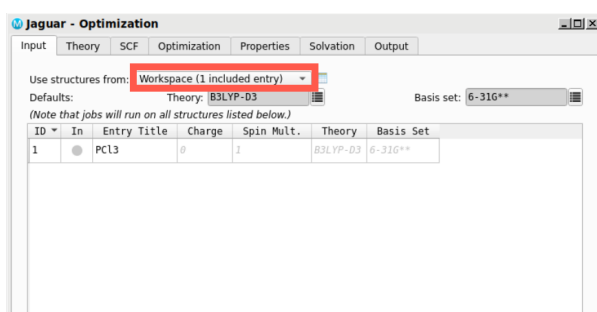 Jaguar - Optimization
Input Theory SCF Optimization Properties Solvation Output
Use structures from: Workspace (1 included entry)
Defaults: Theory: B3LYP-D3 Basis set: 6-31G**
(Note that jobs will run on all structures listed below.)
ID In Entry Title Charge Spin Mult. Theory Basis Set
1 PCl3 0 1 B3LYP-D3 6-31G**